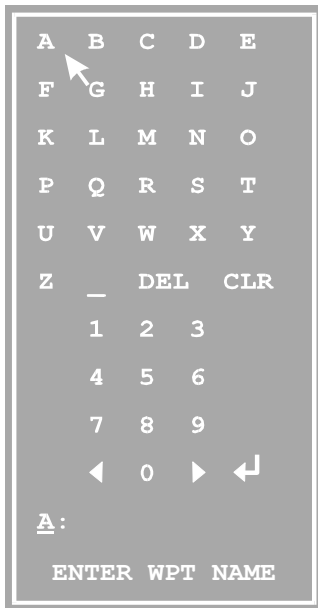 A B C D E
F G H I J
K L M N O
P Q R S T
U V W X Y
Z _ DEL CLR
1 2 3
4 5 6
7 8 9
◀ 0 ▶ ↵
A:
ENTER WPT NAME